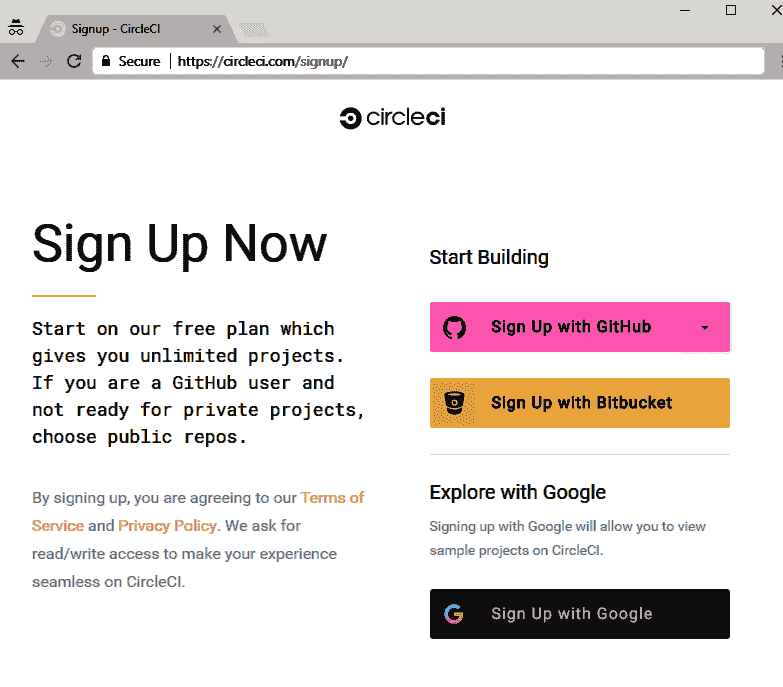 Signup - CircleCI
Secure
https://circleci.com/signup/
circleci
Sign Up Now
Start on our free plan which
gives you unlimited projects.
If you are a GitHub user and
not ready for private projects,
choose public repos.
By signing up, you are agreeing to our Terms of
Service and Privacy Policy. We ask for
read/write access to make your experience
seamless on CircleCI.
Start Building
Sign Up with GitHub
Sign Up with Bitbucket
Explore with Google
Signing up with Google will allow you to view
sample projects on CircleCI.
Sign Up with Google